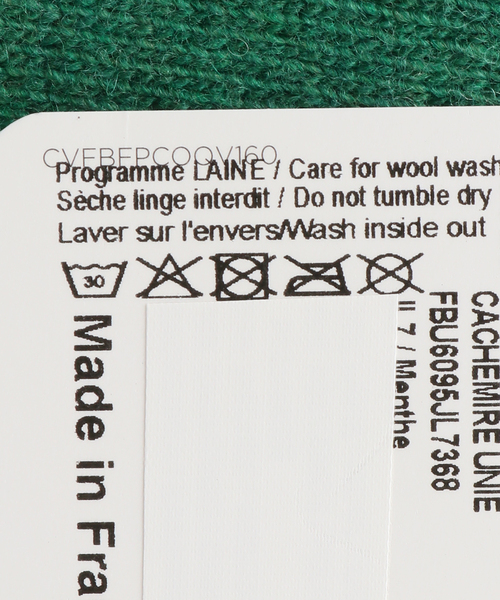 CVEBEPCOQV160
Programme LAINE / Care for wool wash
Sèche linge interdit / Do not tumble dry
Laver sur l'envers/Wash inside out
30
Made in Fra
7 / Menthe
FBU6095JL7368
CACHEMIRE UNIE